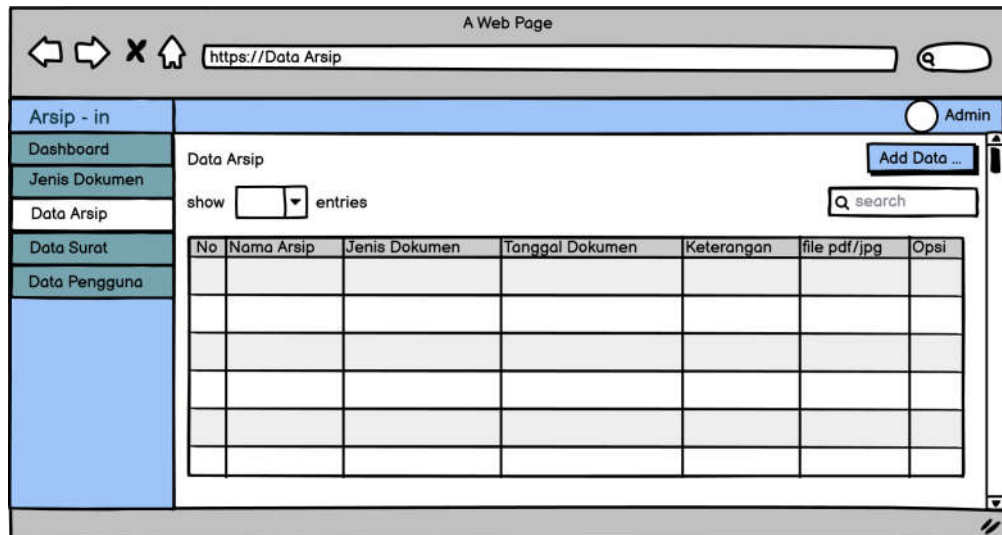 A Web Page
https://Data Arsip
Arsip - in
Admin
Dashboard
Jenis Dokumen
Data Arsip
Data Surat
Data Pengguna
Data Arsip
Add Data ...
show entries
search
No Nama Arsip Jenis Dokumen Tanggal Dokumen Keterangan file pdf/jpg Opsi